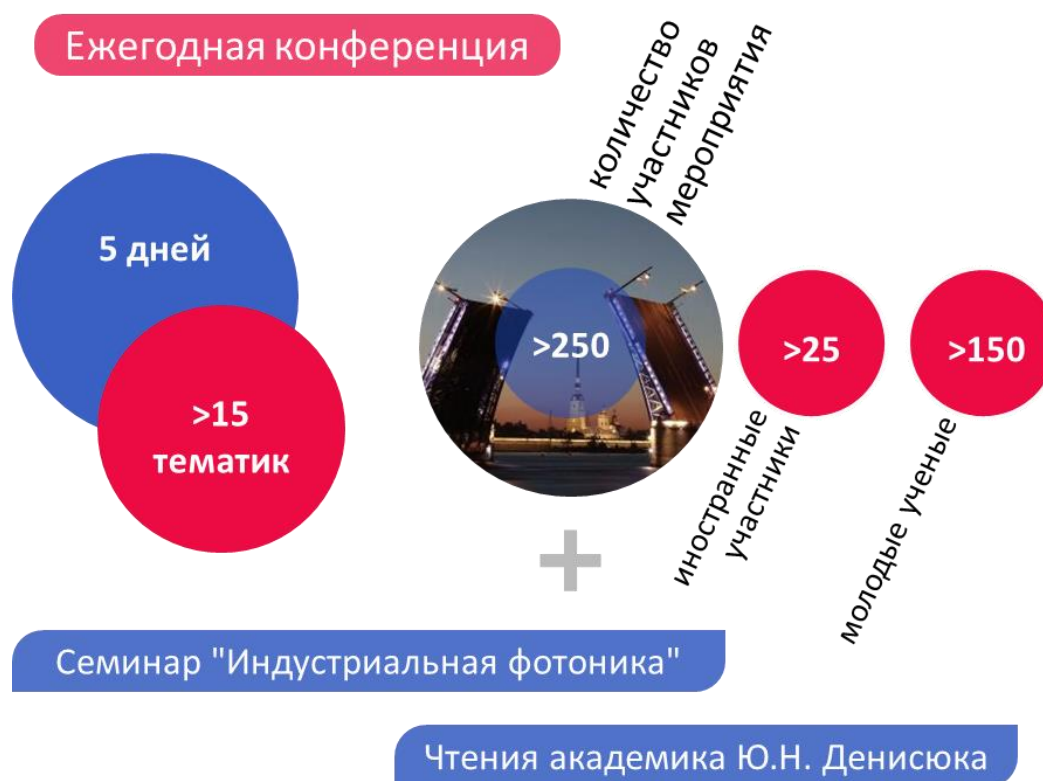 Ежегодная конференция
количество
участников
мероприятия
5 дней
>15
тематик
>250
>25
>150
иностранные
участники
молодые ученые
+
Семинар "Индустриальная фотоника"
Чтения академика Ю.Н. Денисюка